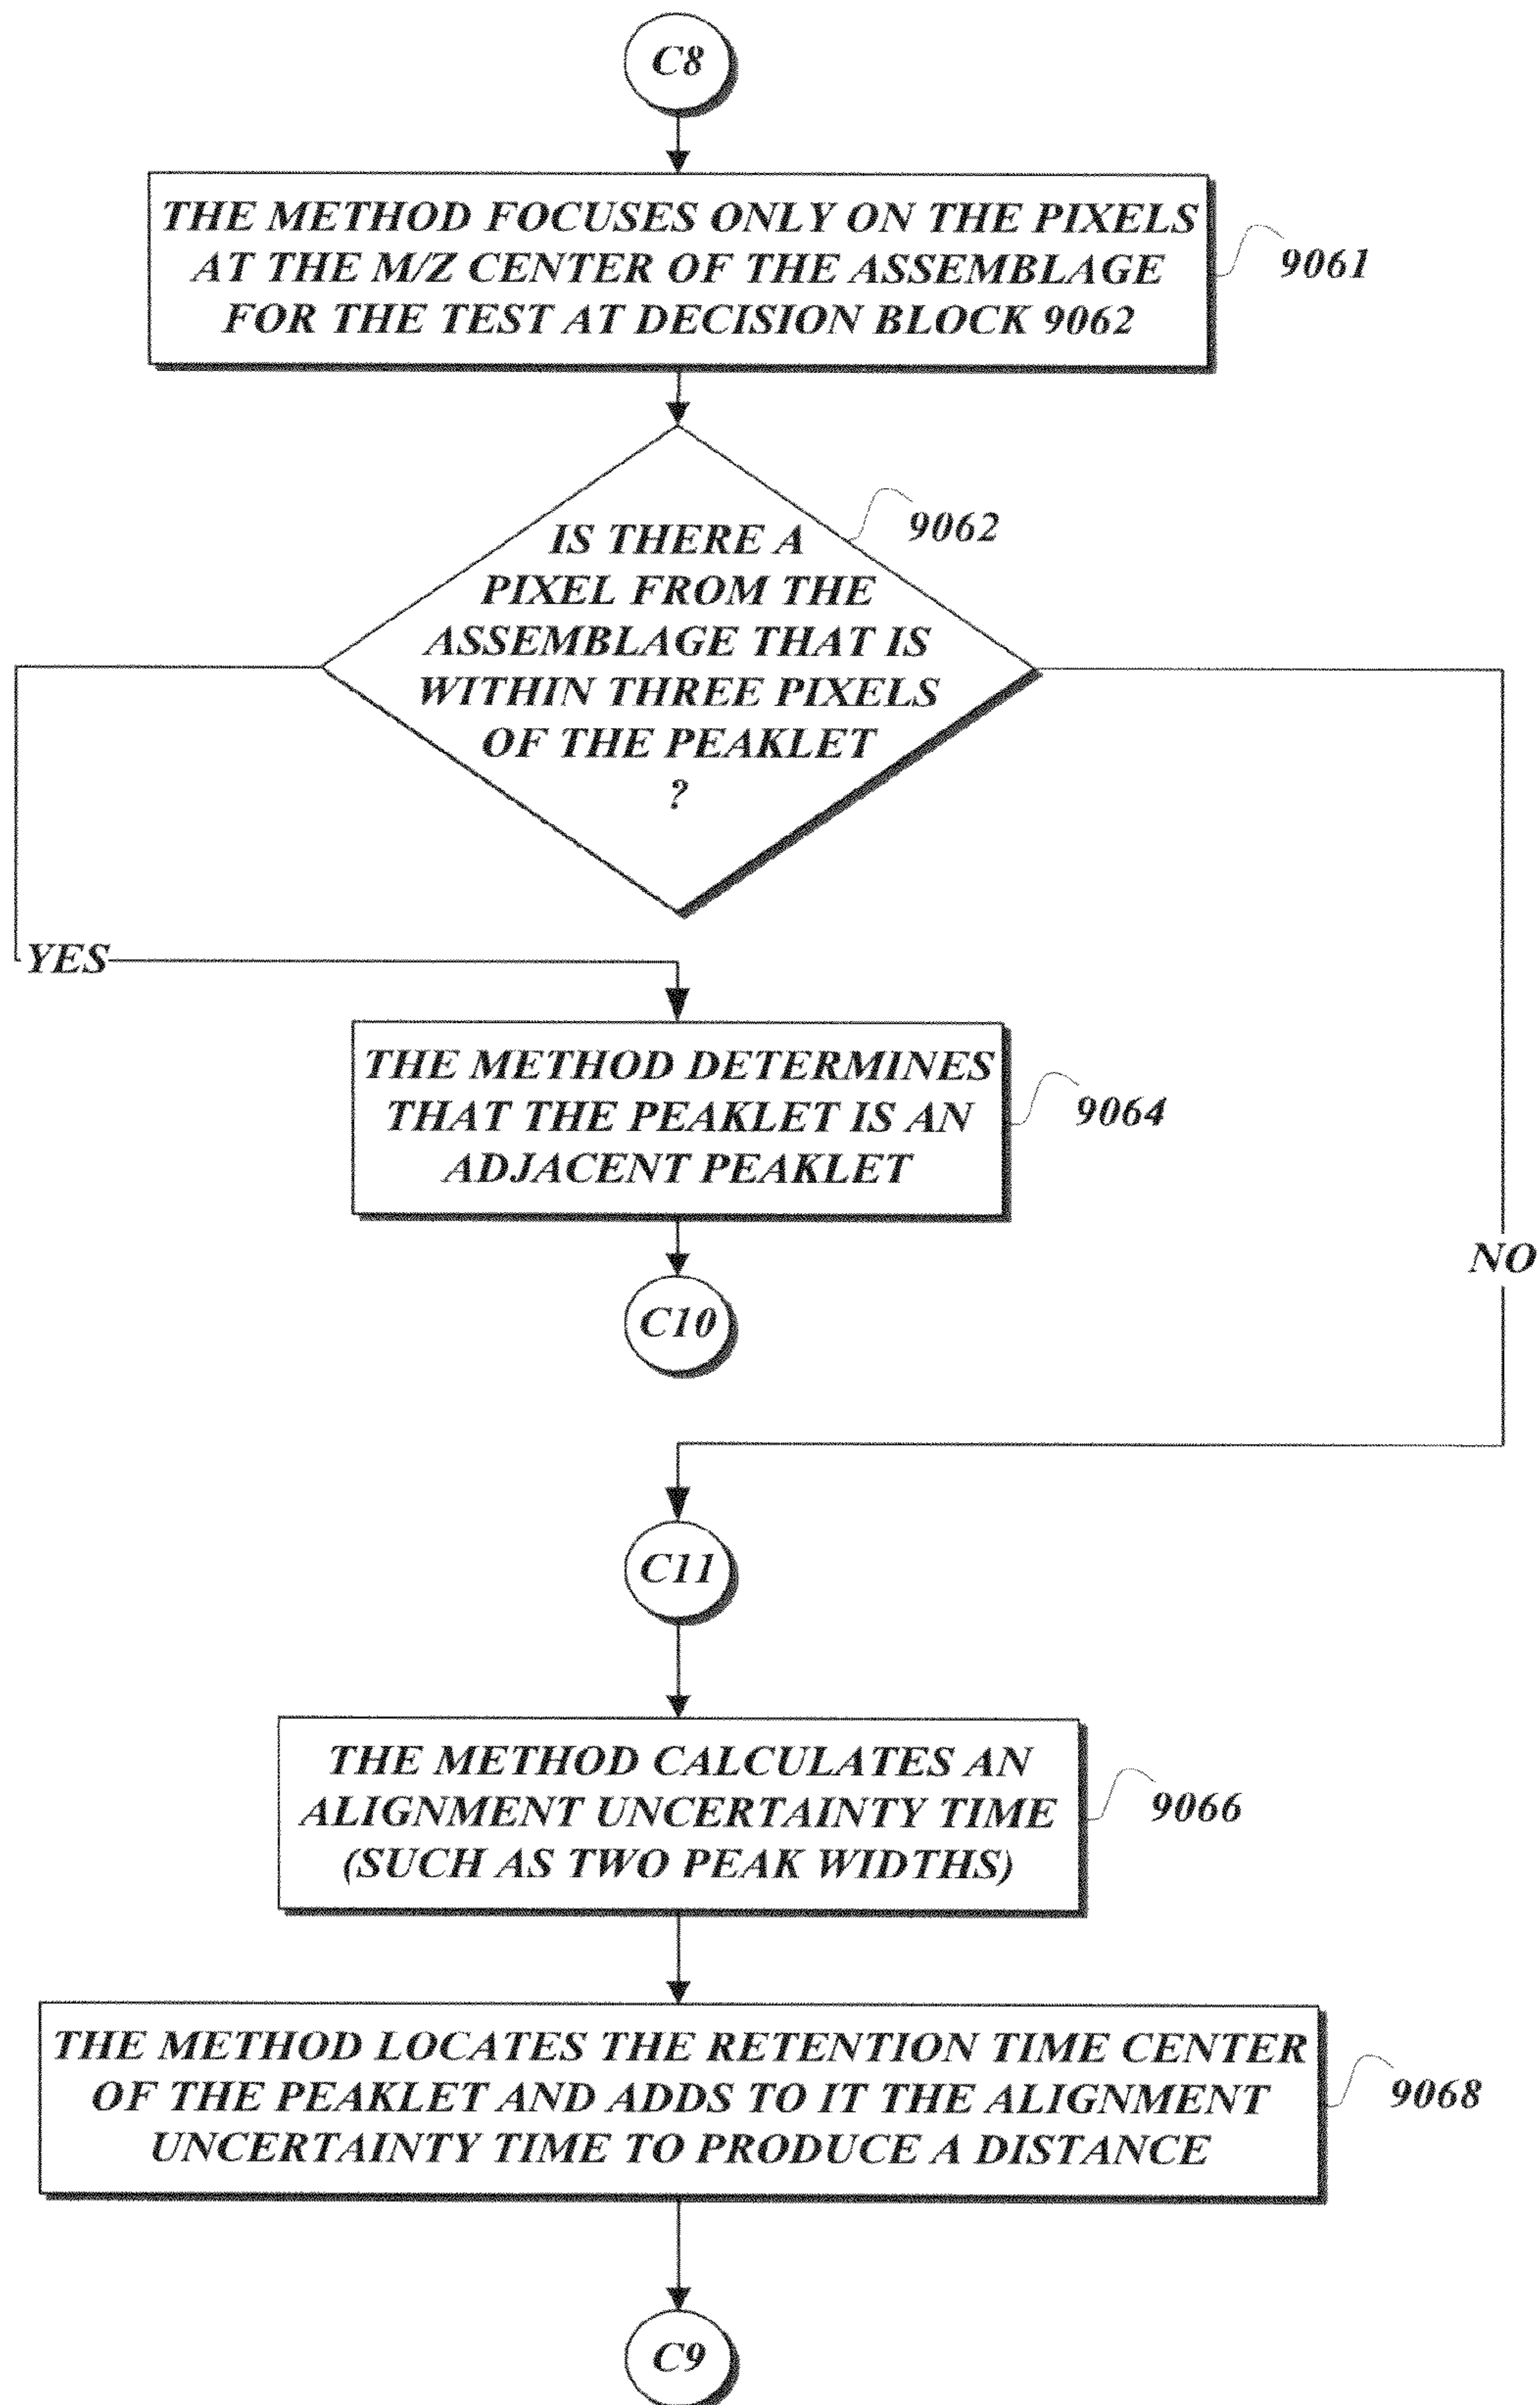 C8
THE METHOD FOCUSES ONLY ON THE PIXELS
AT THE M/Z CENTER OF THE ASSEMBLAGE
FOR THE TEST AT DECISION BLOCK 9062
9061
IS THERE A
PIXEL FROM THE
ASSEMBLAGE THAT IS
WITHIN THREE PIXELS
OF THE PEAKLET
?
9062
YES
THE METHOD DETERMINES
THAT THE PEAKLET IS AN
ADJACENT PEAKLET
9064
C10
NO
C11
THE METHOD CALCULATES AN
ALIGNMENT UNCERTAINTY TIME
(SUCH AS TWO PEAK WIDTHS)
9066
THE METHOD LOCATES THE RETENTION TIME CENTER
OF THE PEAKLET AND ADDS TO IT THE ALIGNMENT
UNCERTAINTY TIME TO PRODUCE A DISTANCE
9068
C9